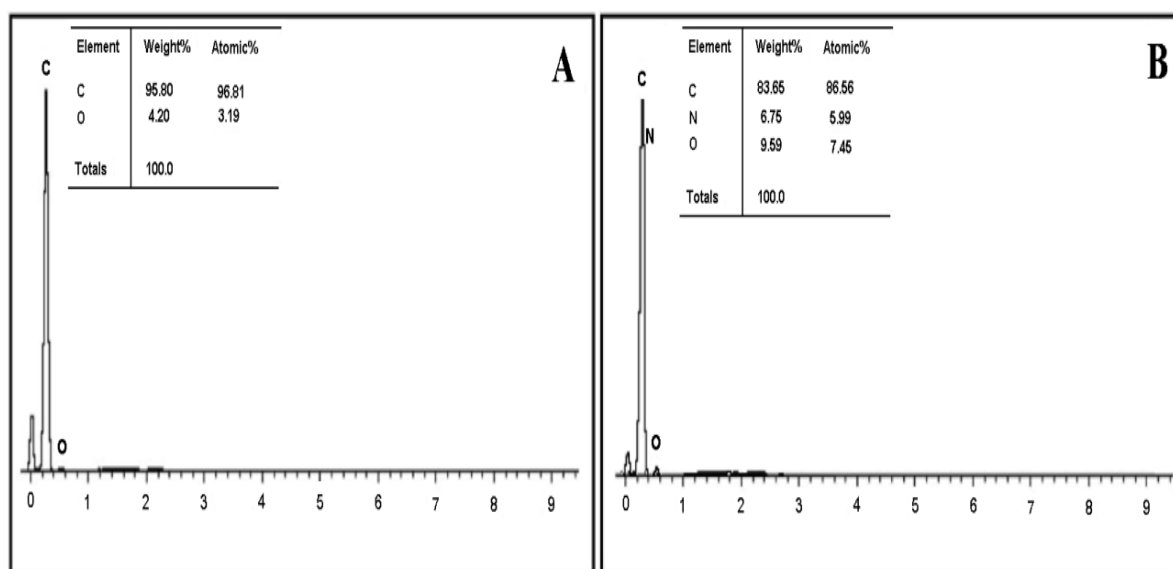 A
Element Weight% Atomic%
C 95.80 96.81
O 4.20 3.19
Totals 100.0
C
O
0 1 2 3 4 5 6 7 8 9
B
Element Weight% Atomic%
C 83.65 86.56
N 6.75 5.99
O 9.59 7.45
Totals 100.0
C
N
O
0 1 2 3 4 5 6 7 8 9